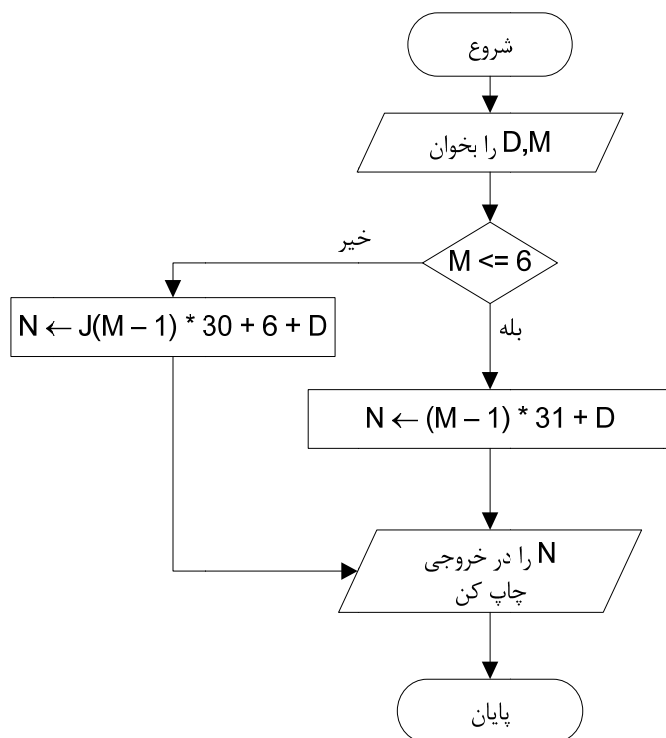 شروع
D,M را بخوان
M <= 6
خیر
بله
N ← J(M – 1) * 30 + 6 + D
N ← (M – 1) * 31 + D
N را در خروجی
چاپ کن
پایان